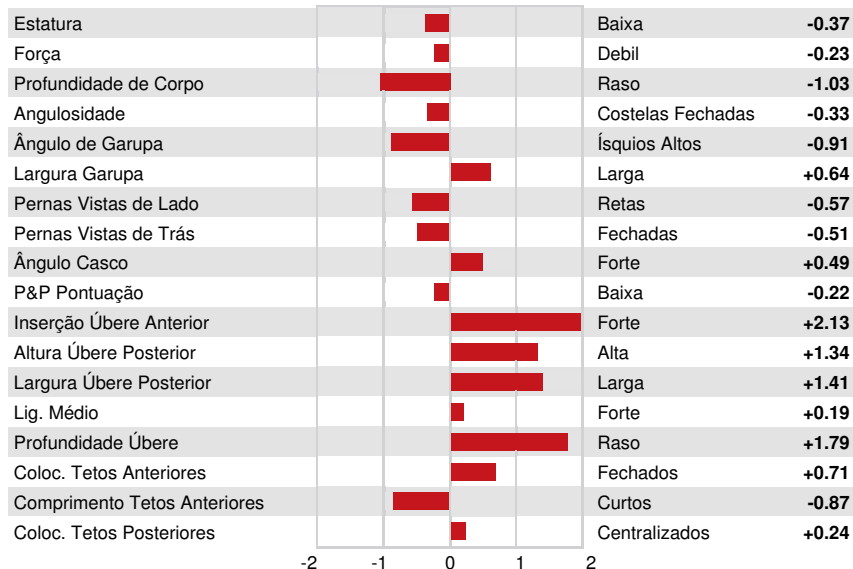 Estatura Baixa -0.37
Força Debil -0.23
Profundidade de Corpo Raso -1.03
Angulosidade Costelas Fechadas -0.33
Ângulo de Garupa Ísquios Altos -0.91
Largura Garupa Larga +0.64
Pernas Vistas de Lado Retas -0.57
Pernas Vistas de Trás Fechadas -0.51
Ângulo Casco Forte +0.49
P&P Pontuação Baixa -0.22
Inserção Úbere Anterior Forte +2.13
Altura Úbere Posterior Alta +1.34
Largura Úbere Posterior Larga +1.41
Lig. Médio Forte +0.19
Profundidade Úbere Raso +1.79
Coloc. Tetos Anteriores Fechados +0.71
Comprimento Tetos Anteriores Curtos -0.87
Coloc. Tetos Posteriores Centralizados +0.24
-2 -1 0 1 2